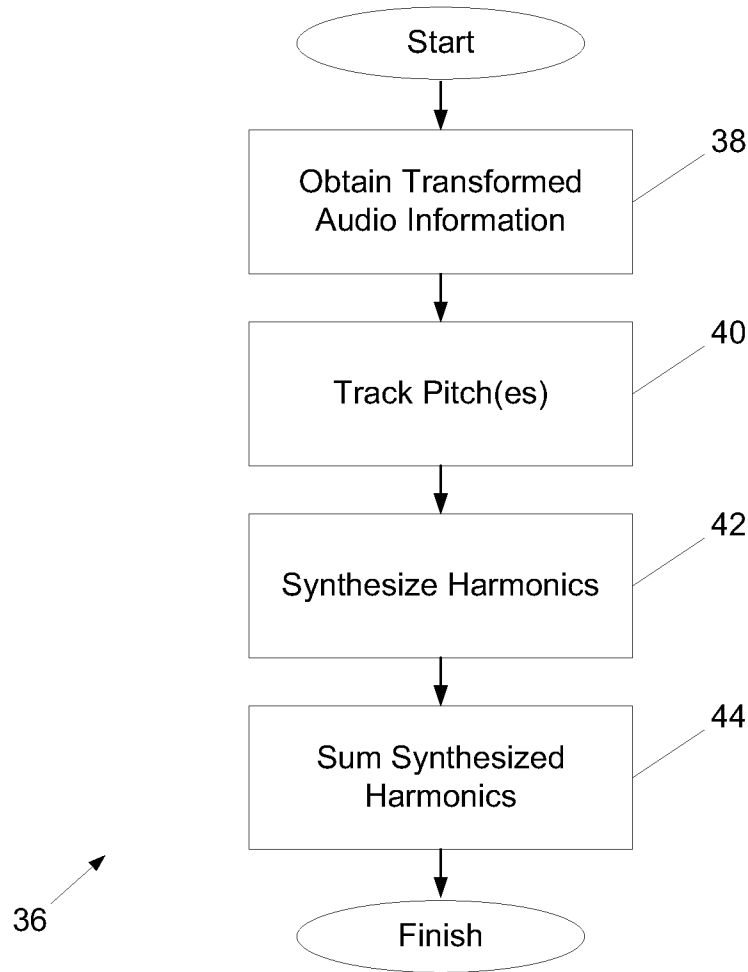 Start
38
Obtain Transformed
Audio Information
40
Track Pitch(es)
42
Synthesize Harmonics
44
Sum Synthesized
Harmonics
36
Finish